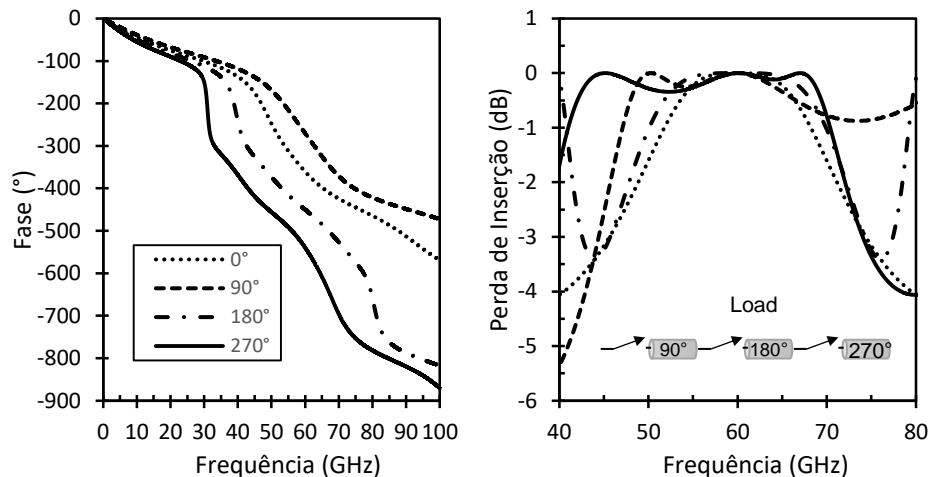 0
-100
-200
-300
-400
-500
-600
-700
-800
-900
Fase (°)
0°
90°
180°
270°
0 10 20 30 40 50 60 70 80 90 100
Frequência (GHz)
1
0
-1
-2
-3
-4
-5
-6
Perda de Inserção (dB)
Load
90° 180° 270°
40 50 60 70 80
Frequência (GHz)